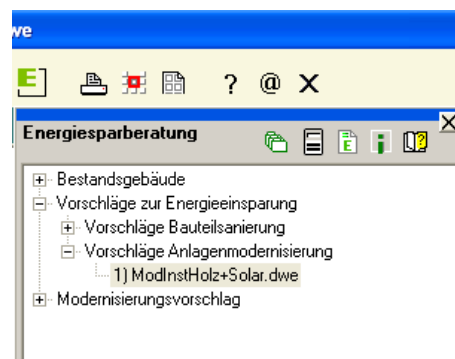 we
E ? @ X
Energiesparberatung
Bestandsgebäude
Vorschläge zur Energieeinsparung
Vorschläge Bauteilsanierung
Vorschläge Anlagenmodernisierung
1) ModInstHolz+Solar.dwe
Modernisierungsvorschlag